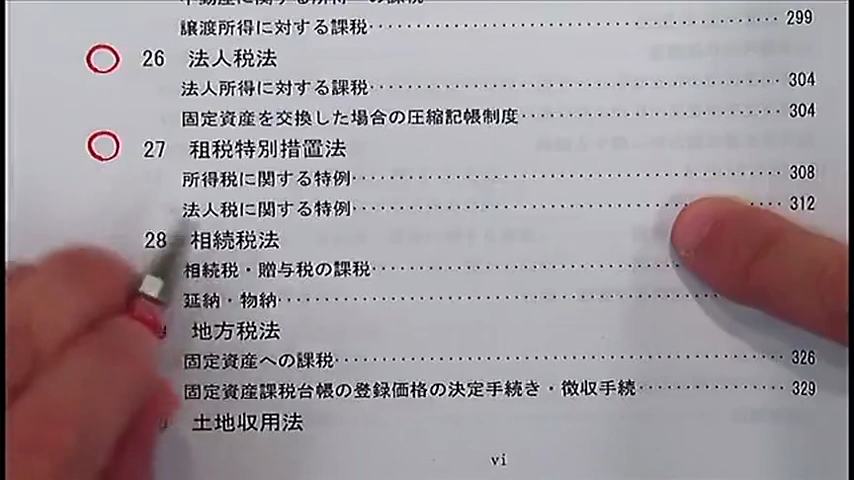 譲渡所得に対する課税 299
26 法人税法
法人所得に対する課税 304
固定資産を交換した場合の圧縮記帳制度 304
27 租税特別措置法
所得税に関する特例 308
法人税に関する特例 312
28 相続税法
相続税・贈与税の課税
延納・物納
地方税法
固定資産への課税 326
固定資産課税台帳の登録価格の決定手続き・徴収手続 329
土地収用法
vi